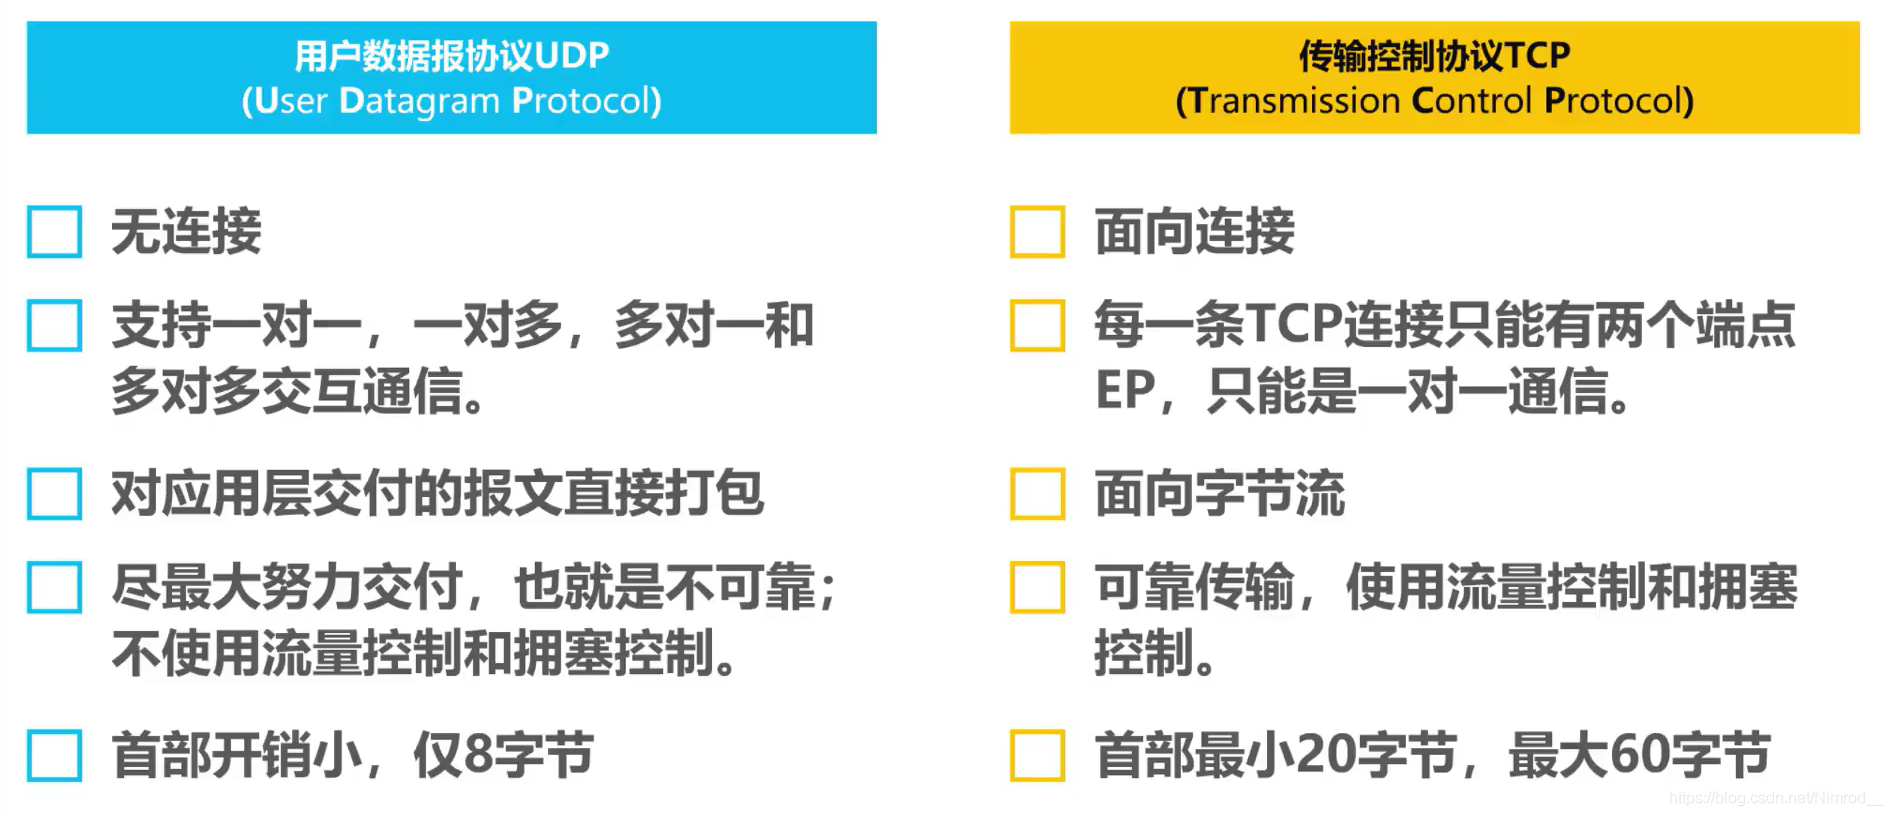 用户数据报协议UDP
(User Datagram Protocol)
无连接
支持一对一，一对多，多对一和
多对多交互通信。
对应用层交付的报文直接打包
尽最大努力交付，也就是不可靠；
不使用流量控制和拥塞控制。
首部开销小，仅8字节
传输控制协议TCP
(Transmission Control Protocol)
面向连接
每一条TCP连接只能有两个端点
EP，只能是一对一通信。
面向字节流
可靠传输，使用流量控制和拥塞
控制。
首部最小20字节，最大60字节
https://blog.csdn.net/Nimrod__